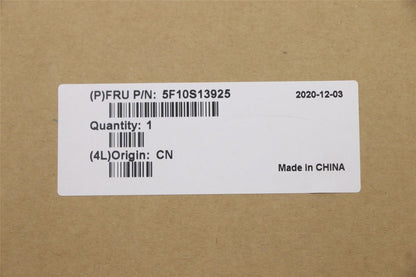 (P)FRU P/N: 5F10S13925 2020-12-03
Quantity: 1
(4L)Origin: CN
Made in CHINA